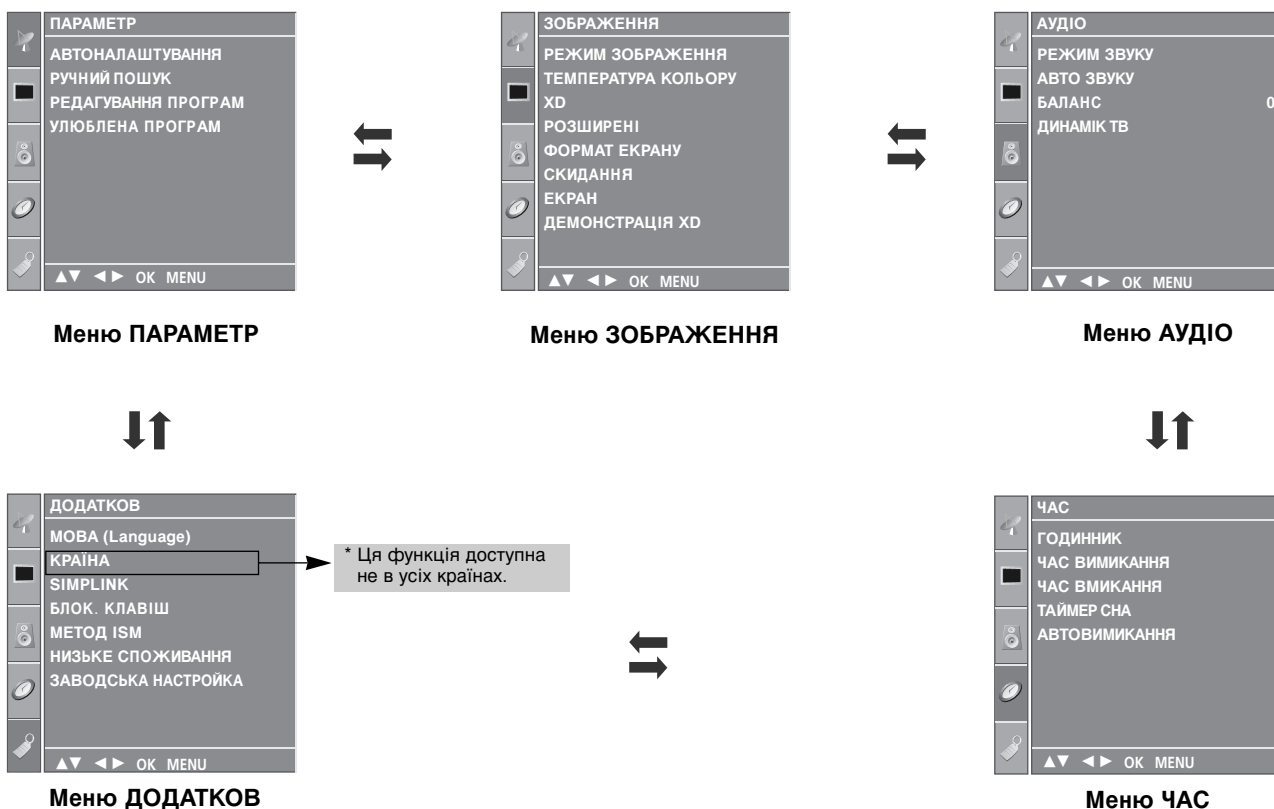 ПАРАМЕТР
АВТОНАЛАШТУВАННЯ
РУЧНИЙ ПОШУК
РЕДАГУВАННЯ ПРОГРАМ
УЛЮБЛЕНА ПРОГРАМ
▲▼ ◄► OK MENU
Меню ПАРАМЕТР
ЗОБРАЖЕННЯ
РЕЖИМ ЗОБРАЖЕННЯ
ТЕМПЕРАТУРА КОЛЬОРУ
XD
РОЗШИРЕНІ
ФОРМАТ ЕКРАНУ
СКИДАННЯ
ЕКРАН
ДЕМОНСТРАЦІЯ XD
▲▼ ◄► OK MENU
Меню ЗОБРАЖЕННЯ
АУДІО
РЕЖИМ ЗВУКУ
АВТО ЗВУКУ
БАЛАНС 0
ДИНАМІК ТВ
▲▼ ◄► OK MENU
Меню АУДІО
ДОДАТКОВ
МОВА (Language)
КРАЇНА
SIMPLINK
БЛОК. КЛАВІШ
МЕТОД ISM
НИЗЬКЕ СПОЖИВАННЯ
ЗАВОДСЬКА НАСТРОЙКА
▲▼ ◄► OK MENU
Меню ДОДАТКОВ
* Ця функція доступна
не в усіх країнах.
ЧАС
ГОДИННИК
ЧАС ВИМИКАННЯ
ЧАС ВМИКАННЯ
ТАЙМЕР СНА
АВТОВИМИКАННЯ
▲▼ ◄► OK MENU
Меню ЧАС